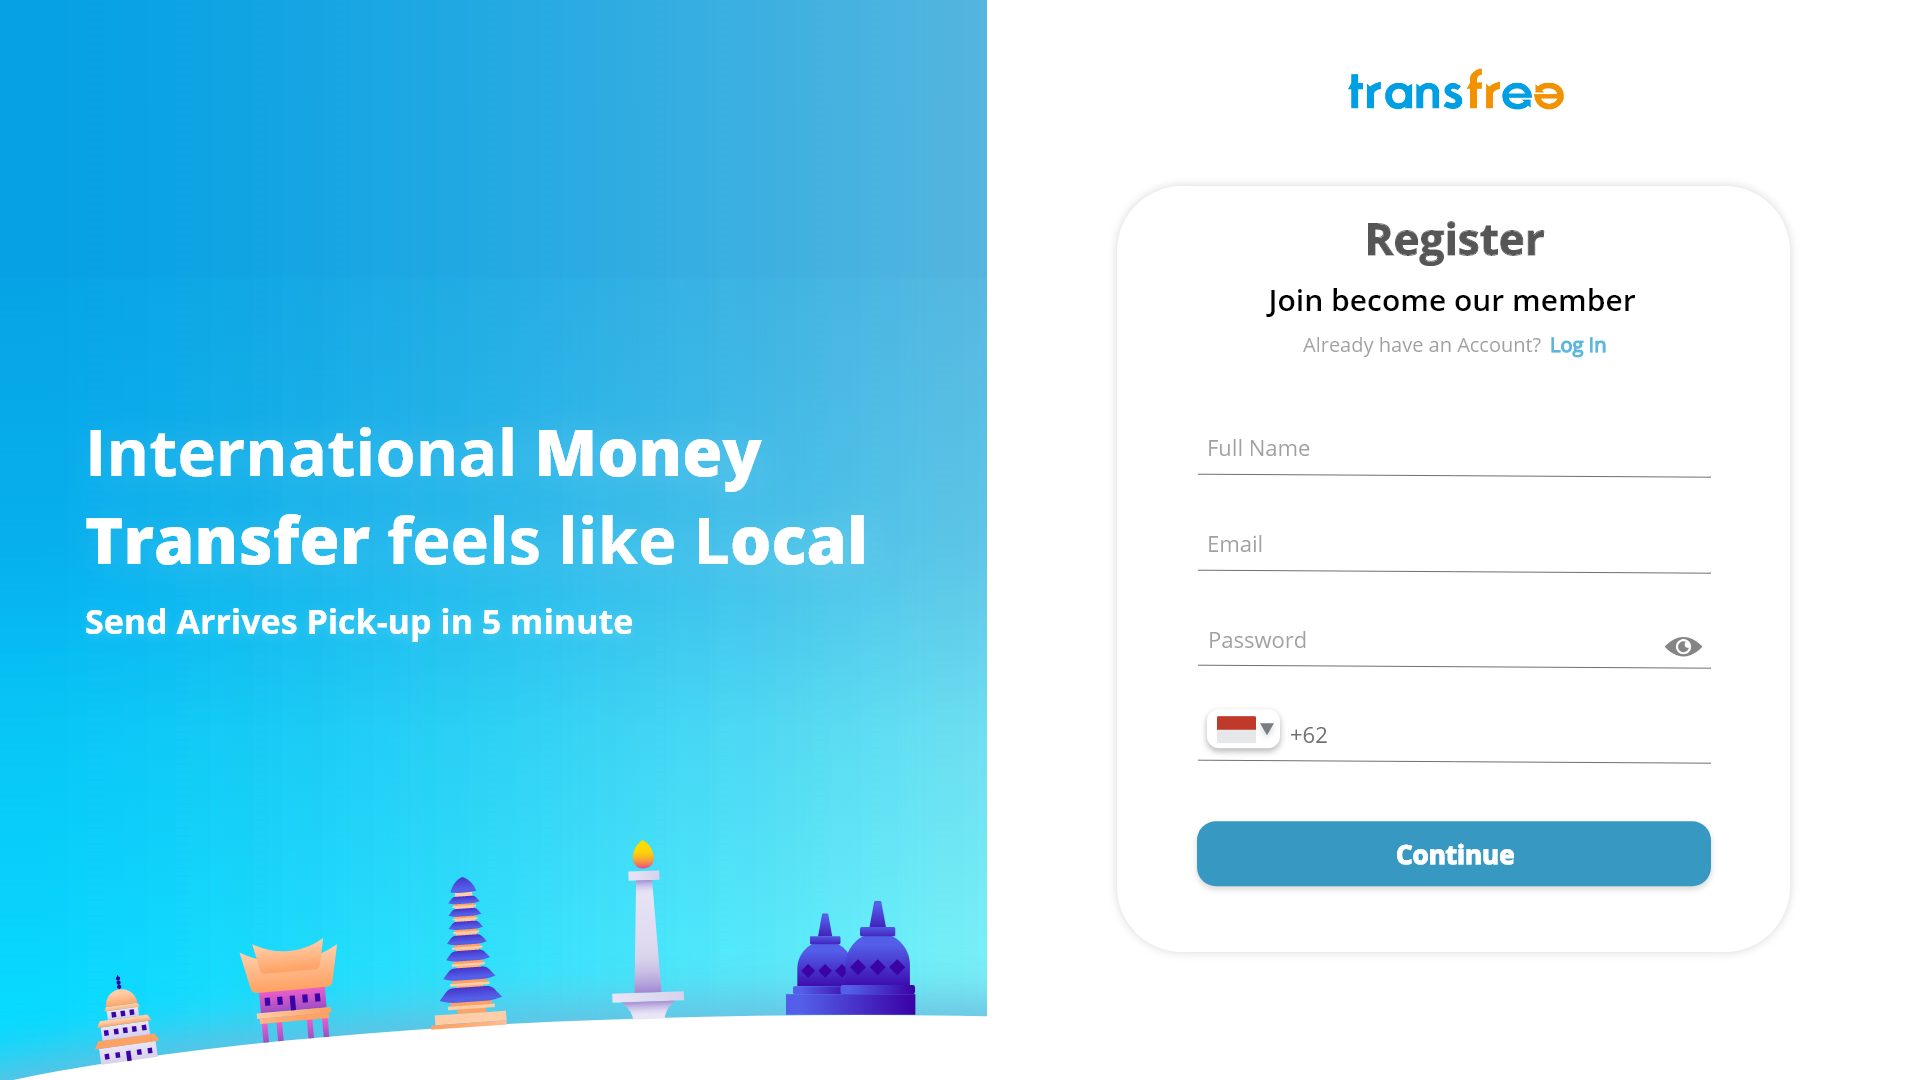 International Money
Transfer feels like Local
Send Arrives Pick-up in 5 minute
transfree
Register
Join become our member
Already have an Account? Log In
Full Name
Email
Password
+62
Continue